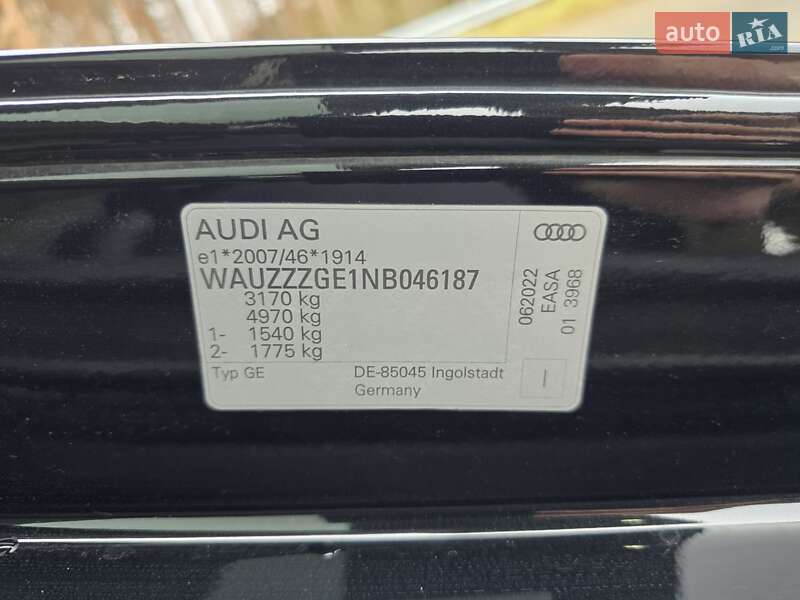 auto RIA
AUDI AG
e1*2007/46*1914
WAUZZZGE1NB046187
3170 kg
4970 kg
1- 1540 kg
2- 1775 kg
Typ GE
DE-85045 Ingolstadt
Germany
062022
EASA
01 3968
I